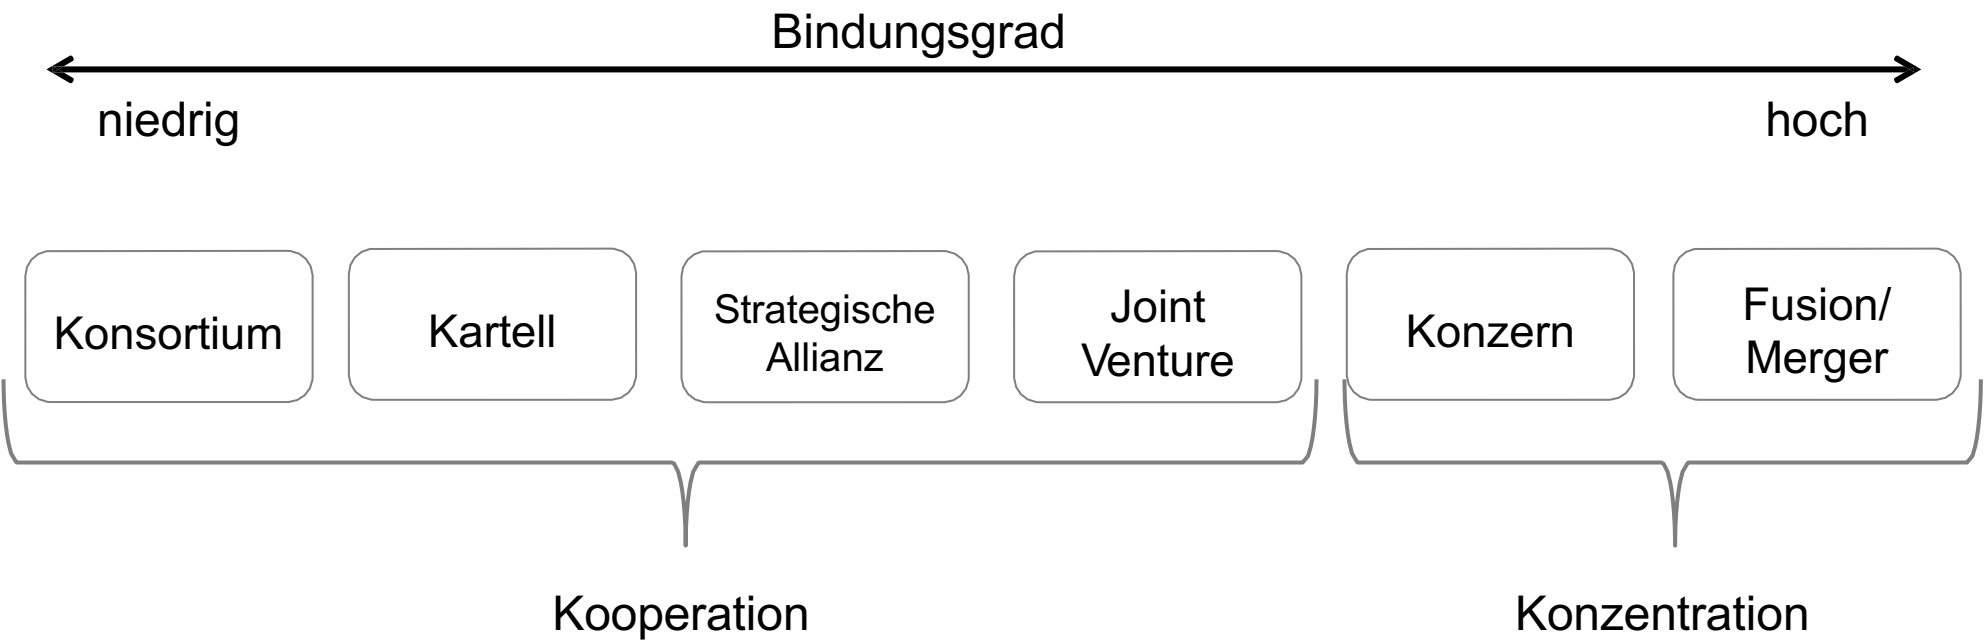 Bindungsgrad
niedrig
hoch
Konsortium
Kartell
Strategische
Allianz
Joint
Venture
Konzern
Fusion/
Merger
Kooperation
Konzentration